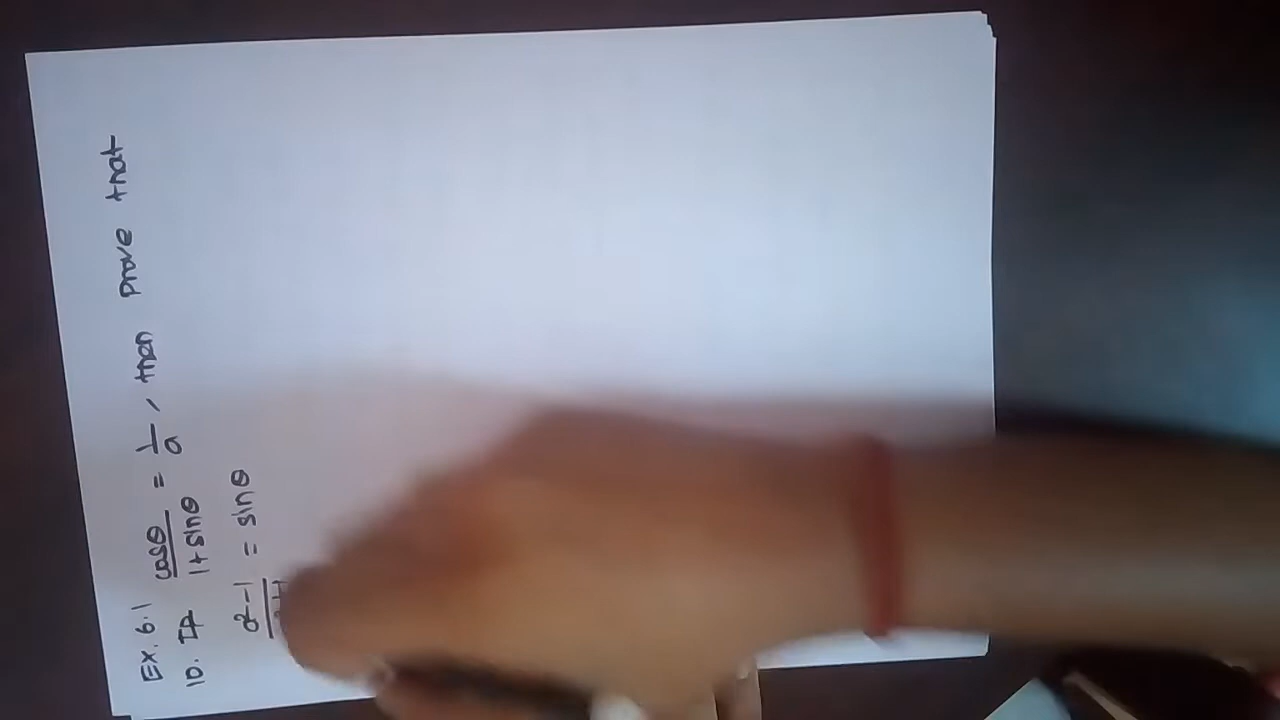 Ex. 6.1
10. If cosθ/1+sinθ = 1/a, then prove that
a²-1/ = sinθ